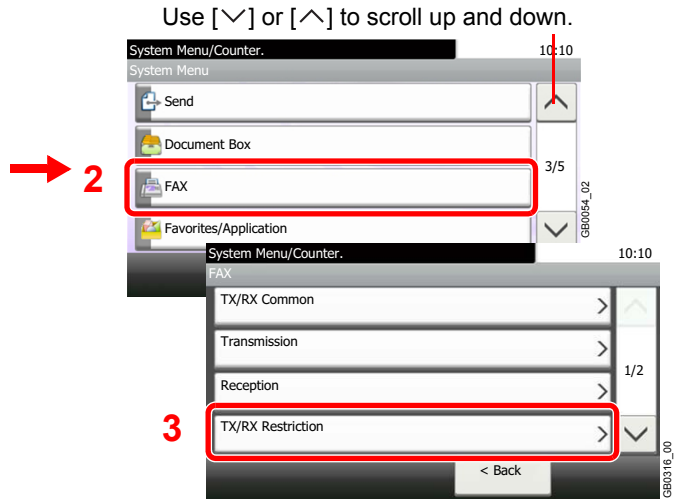 Use [∨] or [∧] to scroll up and down.
System Menu/Counter. 10:10
System Menu
Send
Document Box
3/5
2
FAX
GB0054_02
Favorites/Application
System Menu/Counter. 10:10
FAX
TX/RX Common
Transmission
1/2
Reception
3
TX/RX Restriction
< Back
GB0316_00